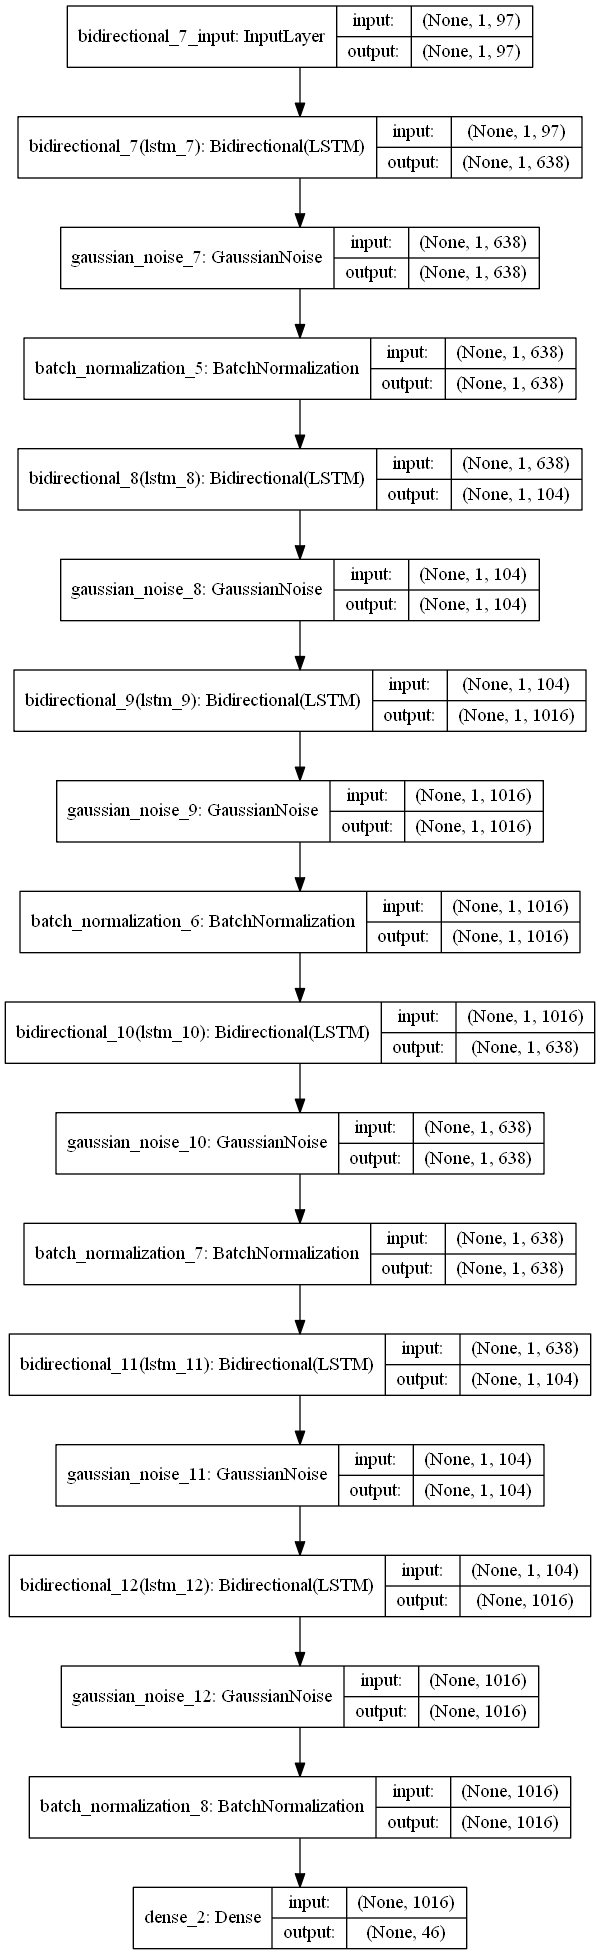 bidirectional_7_input: InputLayer input: (None, 1, 97)
output: (None, 1, 97)
bidirectional_7(lstm_7): Bidirectional(LSTM) input: (None, 1, 97)
output: (None, 1, 638)
gaussian_noise_7: GaussianNoise input: (None, 1, 638)
output: (None, 1, 638)
batch_normalization_5: BatchNormalization input: (None, 1, 638)
output: (None, 1, 638)
bidirectional_8(lstm_8): Bidirectional(LSTM) input: (None, 1, 638)
output: (None, 1, 104)
gaussian_noise_8: GaussianNoise input: (None, 1, 104)
output: (None, 1, 104)
bidirectional_9(lstm_9): Bidirectional(LSTM) input: (None, 1, 104)
output: (None, 1, 1016)
gaussian_noise_9: GaussianNoise input: (None, 1, 1016)
output: (None, 1, 1016)
batch_normalization_6: BatchNormalization input: (None, 1, 1016)
output: (None, 1, 1016)
bidirectional_10(lstm_10): Bidirectional(LSTM) input: (None, 1, 1016)
output: (None, 1, 638)
gaussian_noise_10: GaussianNoise input: (None, 1, 638)
output: (None, 1, 638)
batch_normalization_7: BatchNormalization input: (None, 1, 638)
output: (None, 1, 638)
bidirectional_11(lstm_11): Bidirectional(LSTM) input: (None, 1, 638)
output: (None, 1, 104)
gaussian_noise_11: GaussianNoise input: (None, 1, 104)
output: (None, 1, 104)
bidirectional_12(lstm_12): Bidirectional(LSTM) input: (None, 1, 104)
output: (None, 1016)
gaussian_noise_12: GaussianNoise input: (None, 1016)
output: (None, 1016)
batch_normalization_8: BatchNormalization input: (None, 1016)
output: (None, 1016)
dense_2: Dense input: (None, 1016)
output: (None, 46)